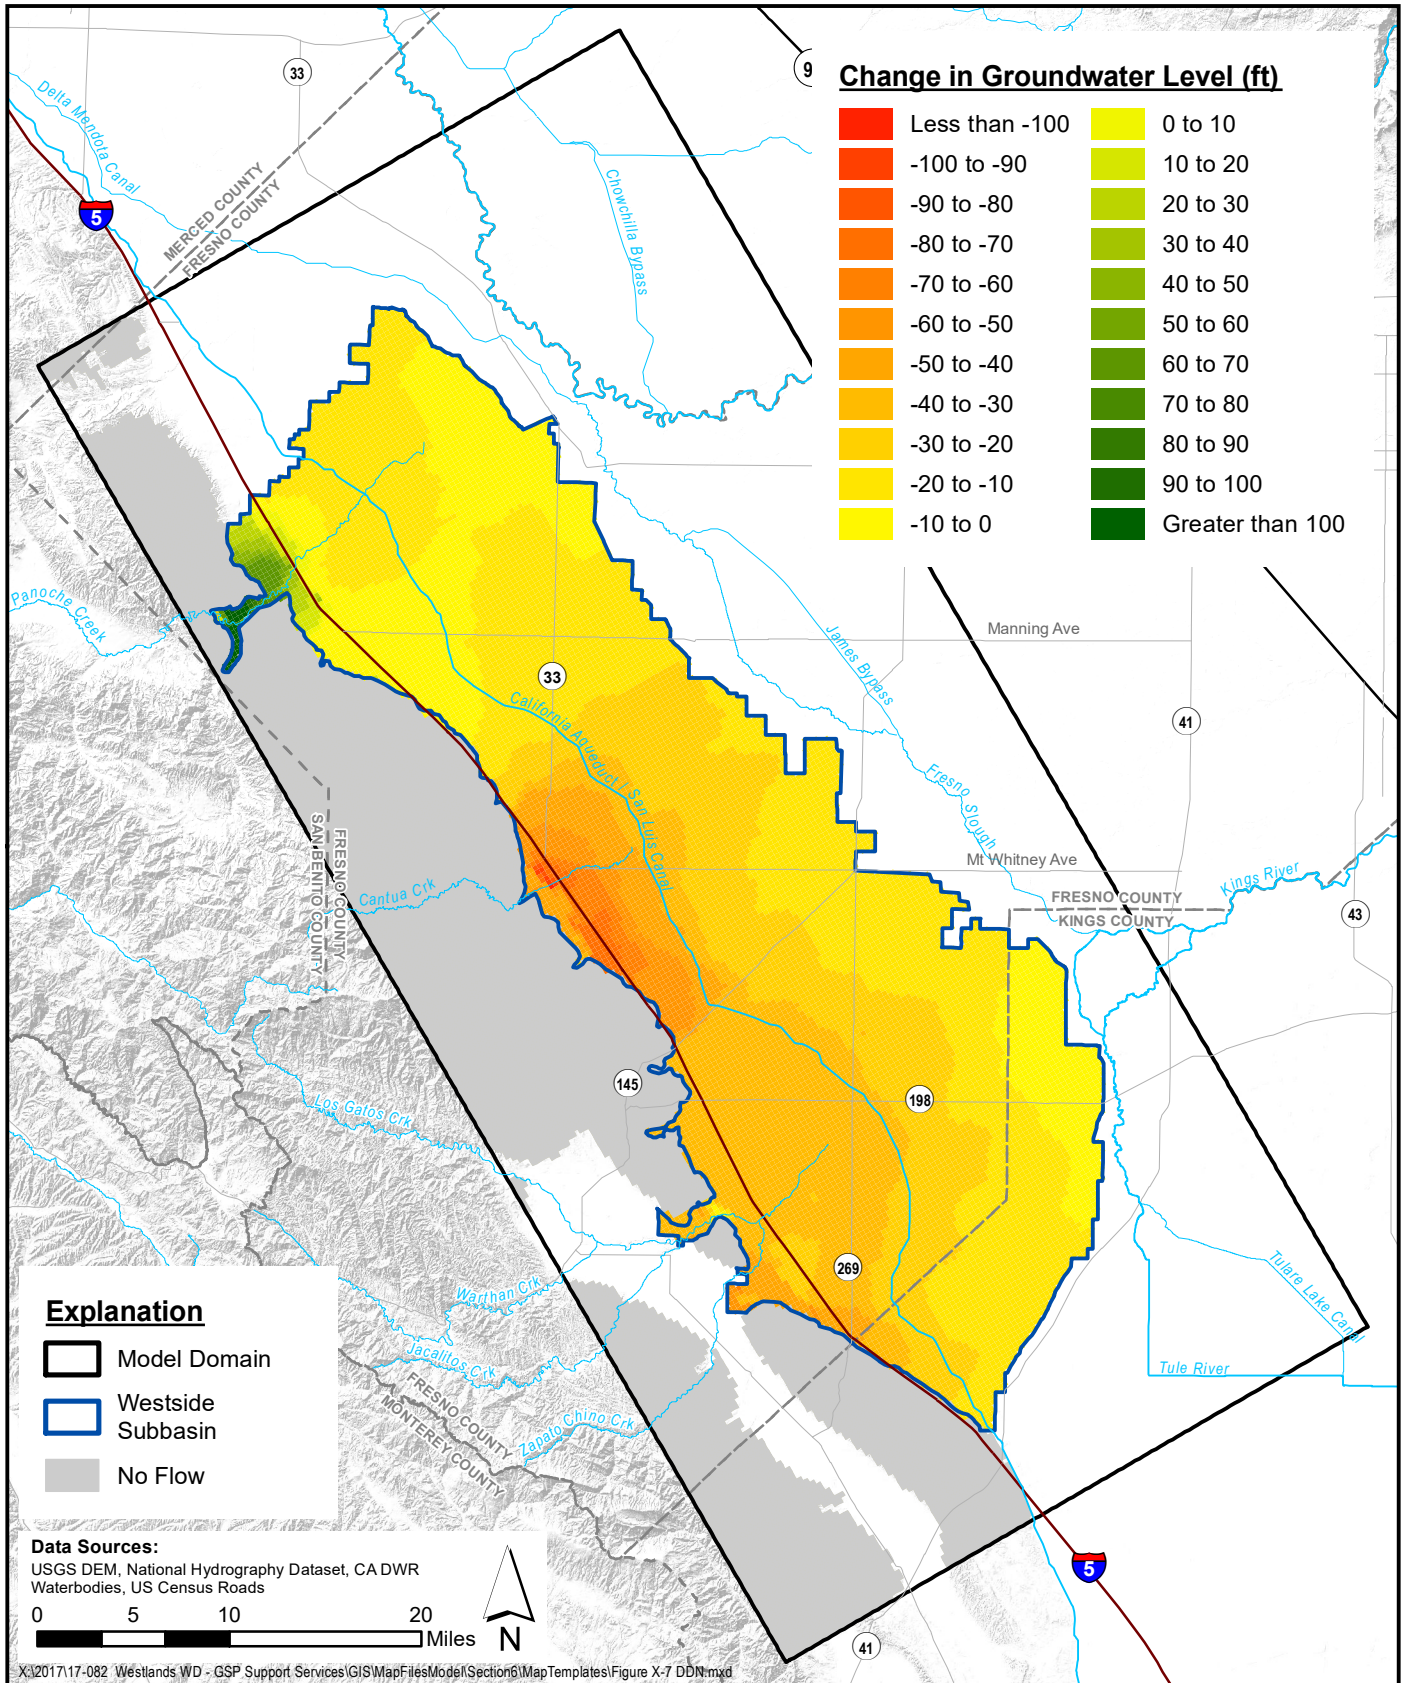 33
9
Delta Mendota Canal
MERCED COUNTY
FRESNO COUNTY
5
Chowchilla Bypass
Change in Groundwater Level (ft)
Less than -100
-100 to -90
-90 to -80
-80 to -70
-70 to -60
-60 to -50
-50 to -40
-40 to -30
-30 to -20
-20 to -10
-10 to 0
0 to 10
10 to 20
20 to 30
30 to 40
40 to 50
50 to 60
60 to 70
70 to 80
80 to 90
90 to 100
Greater than 100
Panoche Creek
James Bypass
Manning Ave
33
California Aqueduct / San Luis Canal
41
Fresno Slough
SAN BENITO COUNTY
FRESNO COUNTY
Cantua Crk
Mt Whitney Ave
Kings River
FRESNO COUNTY
KINGS COUNTY
43
145
198
Los Gatos Crk
269
Warthan Crk
Jacalitos Crk
FRESNO COUNTY
MONTEREY COUNTY
Zapato Chino Crk
Tulare Lake Canal
Tule River
Explanation
Model Domain
Westside
Subbasin
No Flow
Data Sources:
USGS DEM, National Hydrography Dataset, CA DWR
Waterbodies, US Census Roads
0 5 10 20
Miles
N
5
41
X:\2017\17-082 Westlands WD - GSP Support Services\GIS\MapFilesModel\Section6\MapTemplates\Figure X-7 DDN.mxd